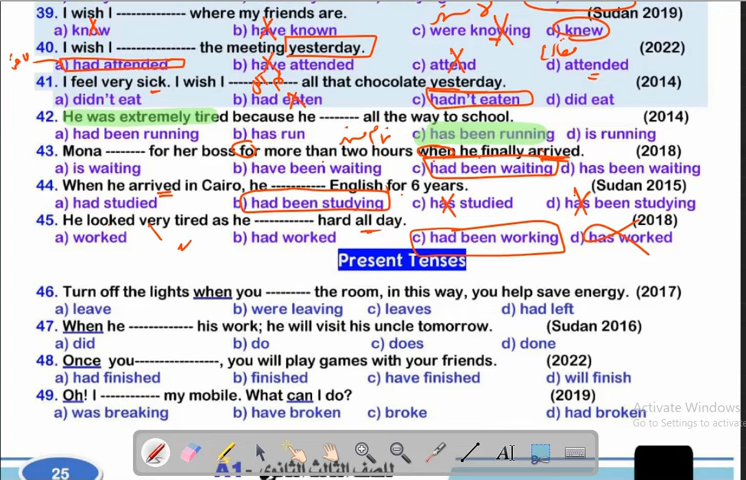 39. I wish I -------------- where my friends are. (Sudan 2019)
a) know b) have known c) were knowing d) knew
40. I wish I -------------- the meeting yesterday. (2022)
a) had attended b) have attended c) attend d) attended
41. I feel very sick. I wish I -------------- all that chocolate yesterday. (2014)
a) didn't eat b) had eaten c) hadn't eaten d) did eat
42. He was extremely tired because he -------- all the way to school. (2014)
a) had been running b) has run c) has been running d) is running
43. Mona -------- for her boss for more than two hours when he finally arrived. (2018)
a) is waiting b) have been waiting c) had been waiting d) has been waiting
44. When he arrived in Cairo, he ----------- English for 6 years. (Sudan 2015)
a) had studied b) had been studying c) has studied d) has been studying
45. He looked very tired as he ------------ hard all day. (2018)
a) worked b) had worked c) had been working d) has worked
Present Tenses
46. Turn off the lights when you --------- the room, in this way, you help save energy. (2017)
a) leave b) were leaving c) leaves d) had left
47. When he ------------- his work; he will visit his uncle tomorrow. (Sudan 2016)
a) did b) do c) does d) done
48. Once you-----------------, you will play games with your friends. (2022)
a) had finished b) finished c) have finished d) will finish
49. Oh! I ------------ my mobile. What can I do? (2019)
a) was breaking b) have broken c) broke d) had broken
Activate Windows
Go to Settings to activate
25
A1 - للصف الثالث الثانوي